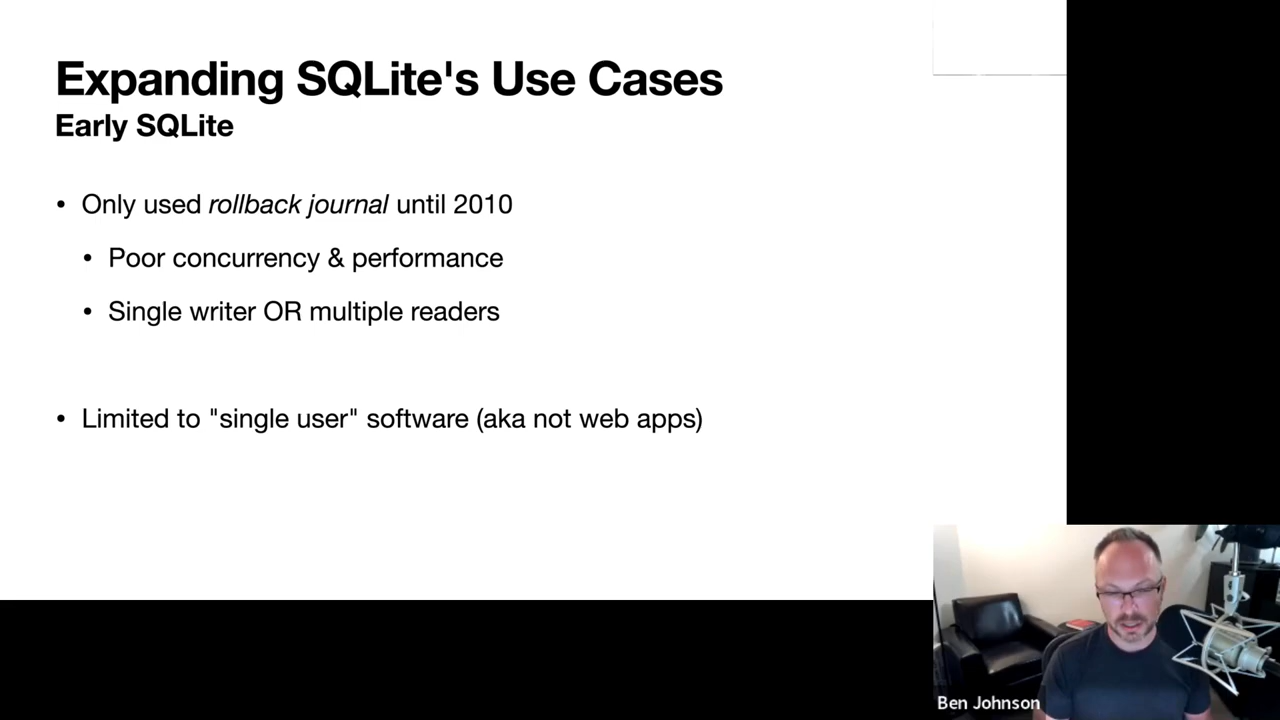 Expanding SQLite's Use Cases
Early SQLite
• Only used rollback journal until 2010
• Poor concurrency & performance
• Single writer OR multiple readers
• Limited to "single user" software (aka not web apps)
Ben Johnson